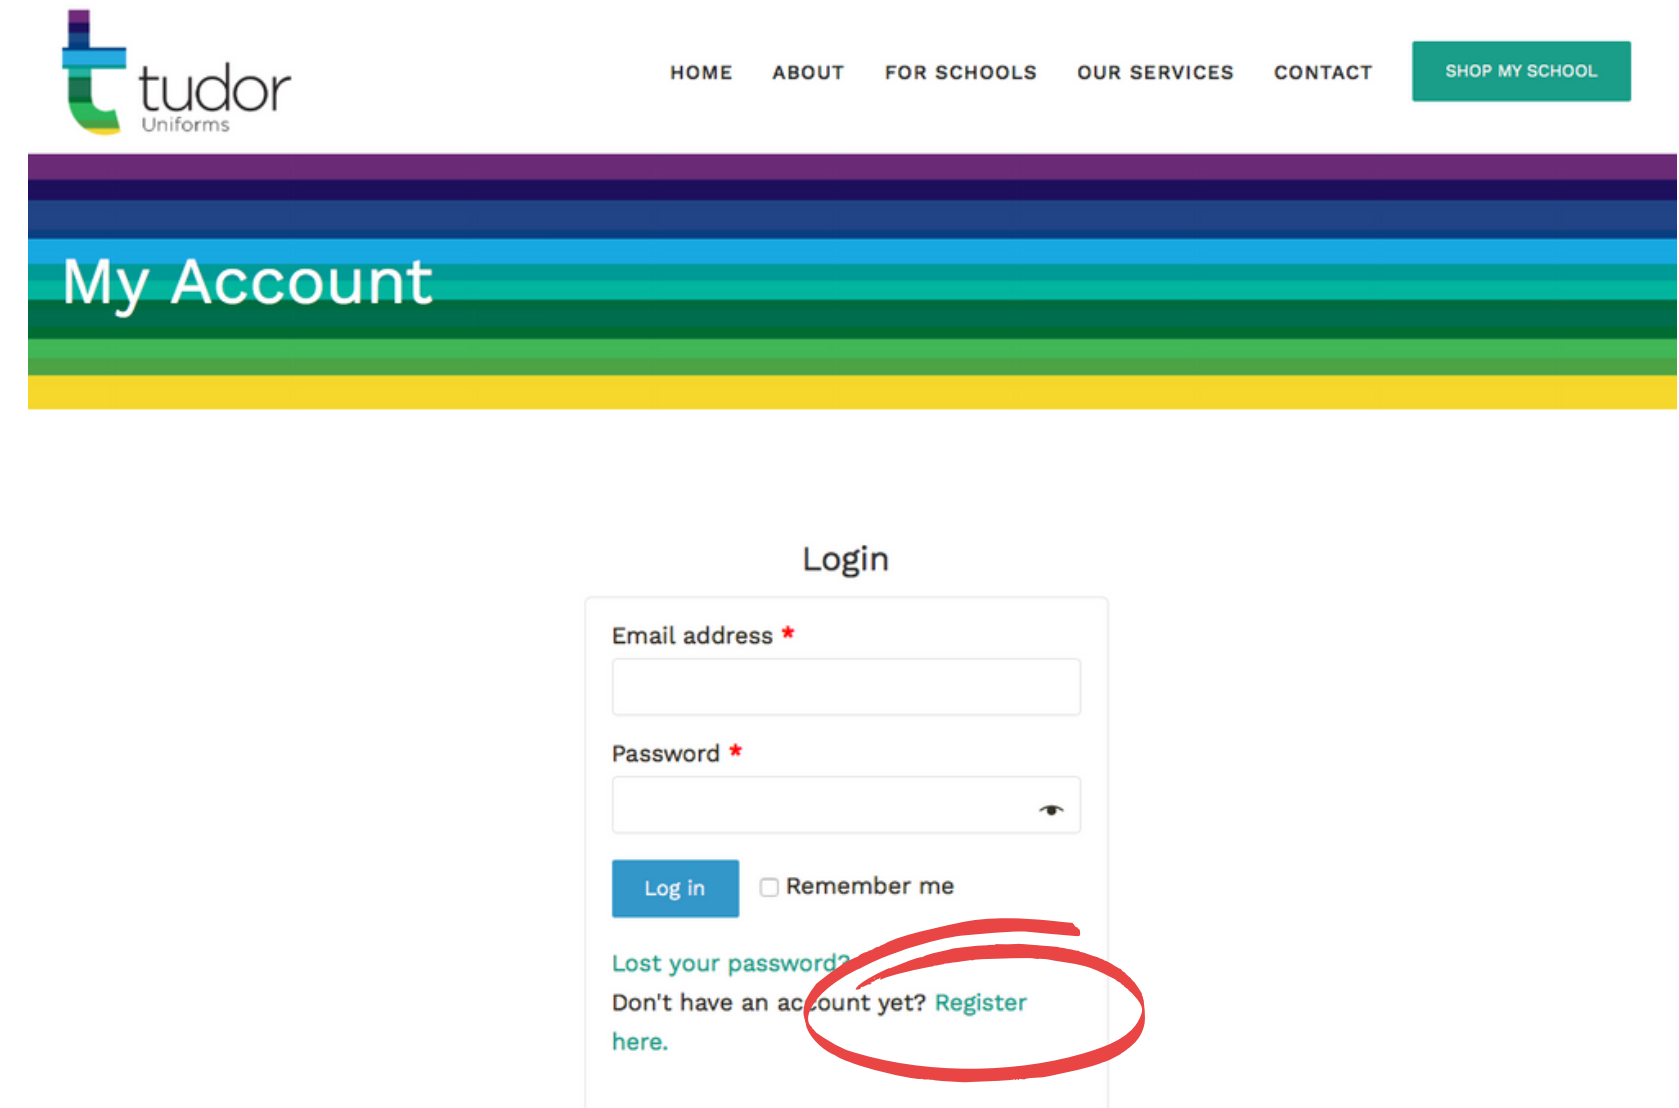 tudor
Uniforms
HOME ABOUT FOR SCHOOLS OUR SERVICES CONTACT SHOP MY SCHOOL
My Account
Login
Email address *
Password *
Log in Remember me
Lost your password?
Don't have an account yet? Register
here.